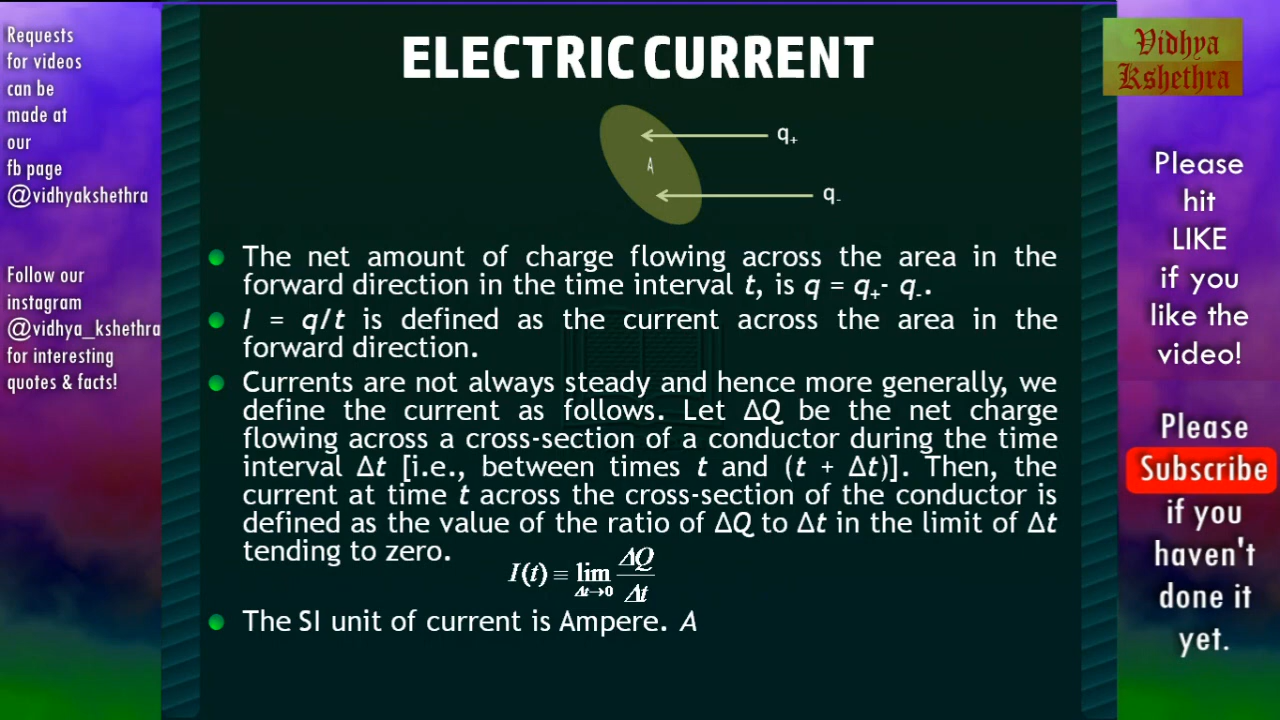 Requests
for videos
can be
made at
our
fb page
@vidhyakshethra
Follow our
instagram
@vidhya_kshethra
for interesting
quotes & facts!
ELECTRIC CURRENT
q+
A
q-
The net amount of charge flowing across the area in the
forward direction in the time interval t, is q = q+- q-.
I = q/t is defined as the current across the area in the
forward direction.
Currents are not always steady and hence more generally, we
define the current as follows. Let ΔQ be the net charge
flowing across a cross-section of a conductor during the time
interval Δt [i.e., between times t and (t + Δt)]. Then, the
current at time t across the cross-section of the conductor is
defined as the value of the ratio of ΔQ to Δt in the limit of Δt
tending to zero.
I(t) ≡ lim Δt→0 ΔQ/Δt
The SI unit of current is Ampere. A
Vidhya
Kshethra
Please
hit
LIKE
if you
like the
video!
Please
Subscribe
if you
haven't
done it
yet.